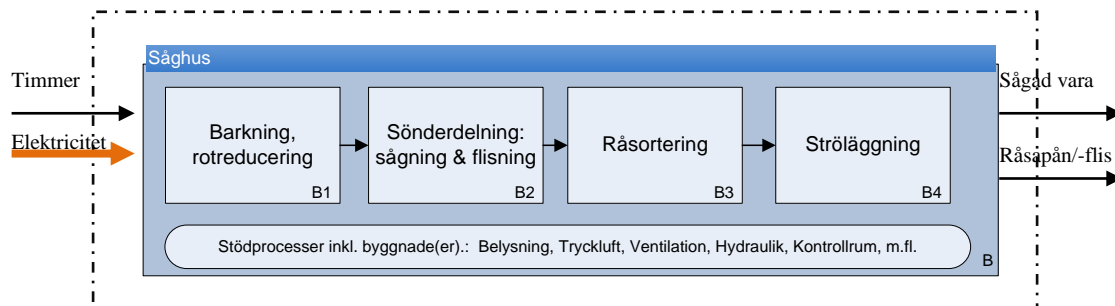 Såghus
Timmer
Elektricitet
Barkning,
rotreducering
B1
Sönderdelning:
sågning & flisning
B2
Råsortering
B3
Ströläggning
B4
Sågad vara
Råsapån/-flis
Stödprocesser inkl. byggnade(er).: Belysning, Tryckluft, Ventilation, Hydraulik, Kontrollrum, m.fl.
B